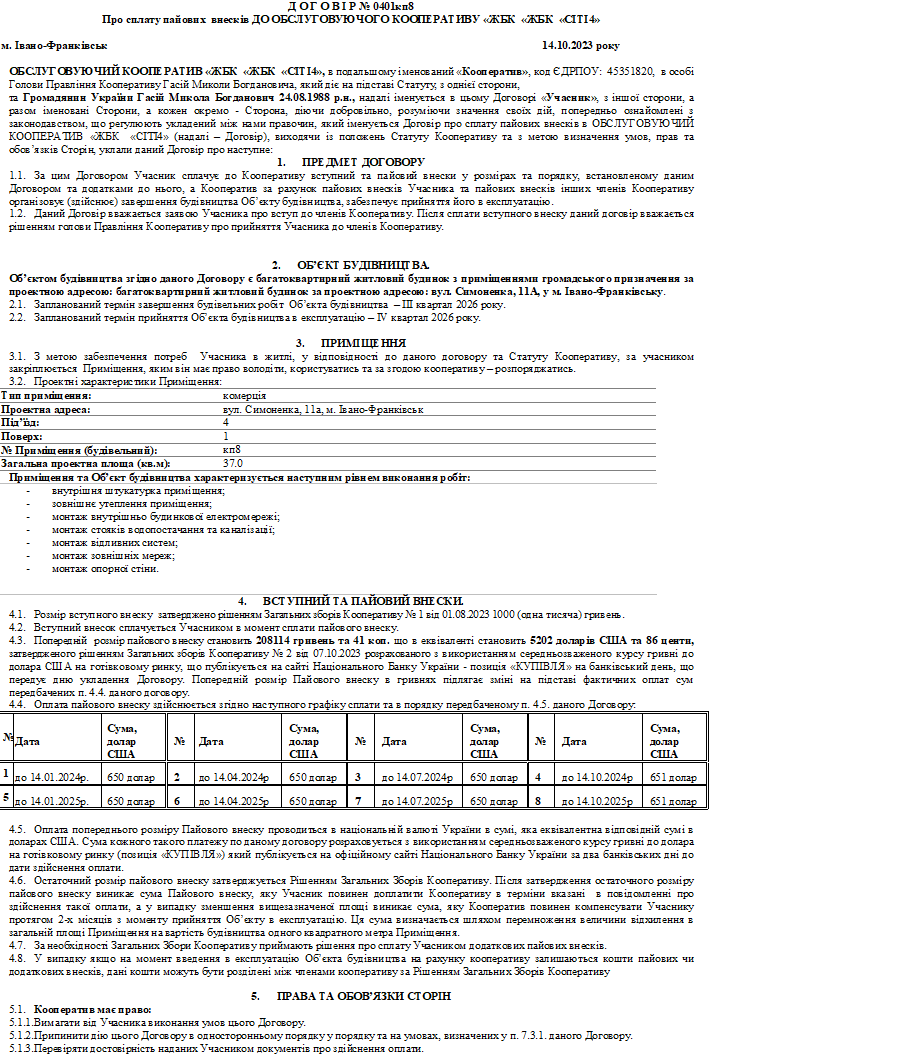 Д О Г О В І Р № 0401кп8
Про сплату пайових внесків ДО ОБСЛУГОВУЮЧОГО КООПЕРАТИВУ «ЖБК «ЖБК «СІТІ4»
м. Івано-Франківськ 14.10.2023 року
ОБСЛУГОВУЮЧИЙ КООПЕРАТИВ «ЖБК «ЖБК «СІТІ4», в подальшому іменований «Кооператив», код ЄДРПОУ: 45351820, в особі
Голови Правління Кооперативу Гасій Миколи Богдановича, який діє на підставі Статуту, з однієї сторони,
та Громадянин України Гасій Микола Богданович 24.08.1988 р.н., надалі іменується в цьому Договорі «Учасник», з іншої сторони, а
разом іменовані Сторони, а кожен окремо - Сторона, діючи добровільно, розуміючи значення своїх дій, попередньо ознайомлені з
законодавством, що регулюють укладений між нами правочин, який іменується Договір про сплату пайових внесків в ОБСЛУГОВУЮЧИЙ
КООПЕРАТИВ «ЖБК «СІТІ4» (надалі – Договір), виходячи із положень Статуту Кооперативу та з метою визначення умов, прав та
обов’язків Сторін, уклали даний Договір про наступне:
1. ПРЕДМЕТ ДОГОВОРУ
1.1. За цим Договором Учасник сплачує до Кооперативу вступний та пайовий внески у розмірах та порядку, встановленому даним
Договором та додатками до нього, а Кооператив за рахунок пайових внесків Учасника та пайових внесків інших членів Кооперативу
організовує (здійснює) завершення будівництва Об’єкту будівництва, забезпечує прийняття його в експлуатацію.
1.2. Даний Договір вважається заявою Учасника про вступ до членів Кооперативу. Після сплати вступного внеску даний договір вважається
рішенням голови Правління Кооперативу про прийняття Учасника до членів Кооперативу.
2. ОБ’ЄКТ БУДІВНИЦТВА.
Об’єктом будівництва згідно даного Договору є багатоквартирний житловий будинок з приміщеннями громадського призначення за
проектною адресою: багатоквартирний житловий будинок за проектною адресою: вул. Симоненка, 11А, у м. Івано-Франківську.
2.1. Запланований термін завершення будівельних робіт Об’єкта будівництва – ІІІ квартал 2026 року.
2.2. Запланований термін прийняття Об’єкта будівництва в експлуатацію – IV квартал 2026 року.
3. ПРИМІЩЕННЯ
3.1. З метою забезпечення потреб Учасника в житлі, у відповідності до даного договору та Статуту Кооперативу, за учасником
закріплюється Приміщення, яким він має право володіти, користуватись та за згодою кооперативу – розпоряджатись.
3.2. Проектні характеристики Приміщення:
Тип приміщення: комерція
Проектна адреса: вул. Симоненка, 11а, м. Івано-Франківськ
Під’їзд: 4
Поверх: 1
№ Приміщення (будівельний): кп8
Загальна проектна площа (кв.м): 37.0
Приміщення та Об’єкт будівництва характеризується наступним рівнем виконання робіт:
- внутрішня штукатурка приміщення;
- зовнішнє утеплення приміщення;
- монтаж внутрішньо будинкової електромережі;
- монтаж стояків водопостачання та каналізації;
- монтаж відливних систем;
- монтаж зовнішніх мереж;
- монтаж опорної стіни.
4. ВСТУПНИЙ ТА ПАЙОВИЙ ВНЕСКИ.
4.1. Розмір вступного внеску затверджено рішенням Загальних зборів Кооперативу № 1 від 01.08.2023 1000 (одна тисяча) гривень.
4.2. Вступний внесок сплачується Учасником в момент сплати пайового внеску.
4.3. Попередній розмір пайового внеску становить 208114 гривень та 41 коп. що в еквіваленті становить 5202 доларів США та 86 центи,
затвердженого рішенням Загальних зборів Кооперативу № 2 від 07.10.2023 розрахованого з використанням середньозваженого курсу гривні до
долара США на готівковому ринку, що публікується на сайті Національного Банку України - позиція «КУПІВЛЯ» на банківський день, що
передує дню укладення Договору. Попередній розмір Пайового внеску в гривнях підлягає зміні на підставі фактичних оплат сум
передбачених п. 4.4. даного договору.
4.4. Оплата пайового внеску здійснюється згідно наступного графіку сплати та в порядку передбаченому п. 4.5. даного Договору:
№ Дата Сума, долар США № Дата Сума, долар США № Дата Сума, долар США № Дата Сума, долар США
1 до 14.01.2024р. 650 долар 2 до 14.04.2024р 650 долар 3 до 14.07.2024р 650 долар 4 до 14.10.2024р 651 долар
5 до 14.01.2025р. 650 долар 6 до 14.04.2025р 650 долар 7 до 14.07.2025р 650 долар 8 до 14.10.2025р 651 долар
4.5. Оплата попереднього розміру Пайового внеску проводиться в національній валюті України в сумі, яка еквівалентна відповідній сумі в
доларах США. Сума кожного такого платежу по даному договору розраховується з використанням середньозваженого курсу гривні до долара
на готівковому ринку (позиція «КУПІВЛЯ») який публікується на офіційному сайті Національного Банку України за два банківських дні до
дати здійснення оплати.
4.6. Остаточний розмір пайового внеску затверджується Рішенням Загальних Зборів Кооперативу. Після затвердження остаточного розміру
пайового внеску виникає сума Пайового внеску, яку Учасник повинен доплатити Кооперативу в терміни вказані в повідомленні про
здійснення такої оплати, а у випадку зменшення вищезазначеної площі виникає сума, яку Кооператив повинен компенсувати Учаснику
протягом 2-х місяців з моменту прийняття Об’єкту в експлуатацію. Ця сума визначається шляхом перемноження величини відхилення в
загальній площі Приміщення на вартість будівництва одного квадратного метра Приміщення.
4.7. За необхідності Загальних Збори Кооперативу приймають рішення про сплату Учасником додаткових пайових внесків.
4.8. У випадку якщо на момент введення в експлуатацію Об’єкта будівництва на рахунку кооперативу залишаються кошти пайових чи
додаткових внесків, дані кошти можуть бути розділені між членами кооперативу за Рішенням Загальних Зборів Кооперативу
5. ПРАВА ТА ОБОВ’ЯЗКИ СТОРІН
5.1. Кооператив має право:
5.1.1.Вимагати від Учасника виконання умов цього Договору.
5.1.2.Припинити дію цього Договору в односторонньому порядку у порядку та на умовах, визначених у п. 7.3.1. даного Договору.
5.1.3.Перевіряти достовірність наданих Учасником документів про здійснення оплати.